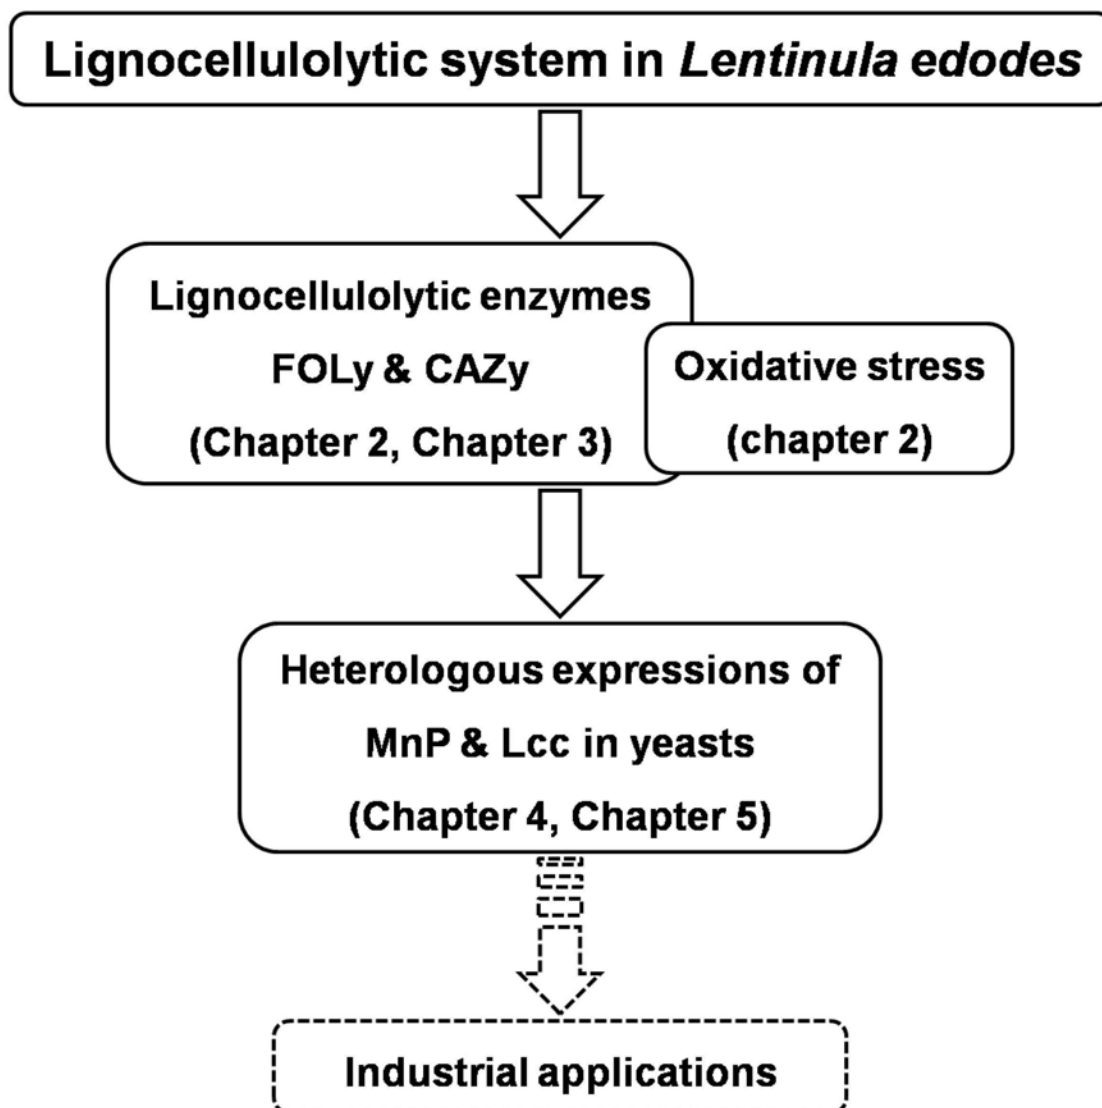 Lignocellulolytic system in Lentinula edodes
Lignocellulolytic enzymes
FOLy & CAZy
(Chapter 2, Chapter 3)
Oxidative stress
(chapter 2)
Heterologous expressions of
MnP & Lcc in yeasts
(Chapter 4, Chapter 5)
Industrial applications